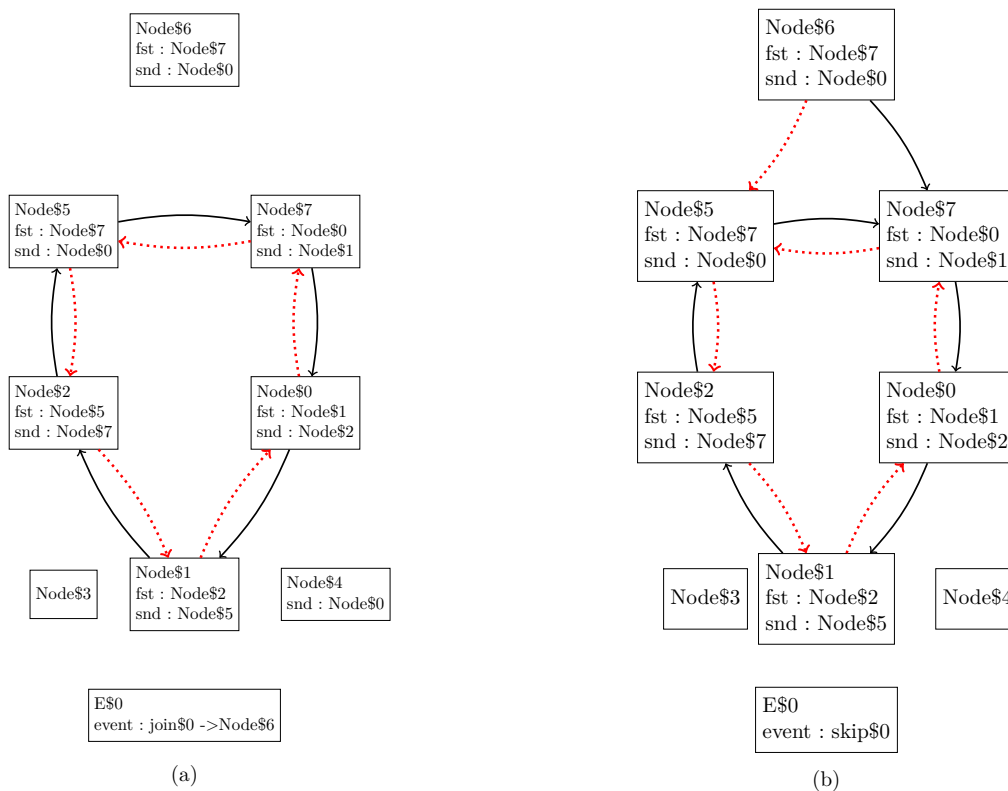 Node$6
fst : Node$7
snd : Node$0
Node$5
fst : Node$7
snd : Node$0
Node$7
fst : Node$0
snd : Node$1
Node$2
fst : Node$5
snd : Node$7
Node$0
fst : Node$1
snd : Node$2
Node$3
Node$1
fst : Node$2
snd : Node$5
Node$4
snd : Node$0
E$0
event : join$0 ->Node$6
(a)
Node$6
fst : Node$7
snd : Node$0
Node$5
fst : Node$7
snd : Node$0
Node$7
fst : Node$0
snd : Node$1
Node$2
fst : Node$5
snd : Node$7
Node$0
fst : Node$1
snd : Node$2
Node$3
Node$1
fst : Node$2
snd : Node$5
Node$4
E$0
event : skip$0
(b)